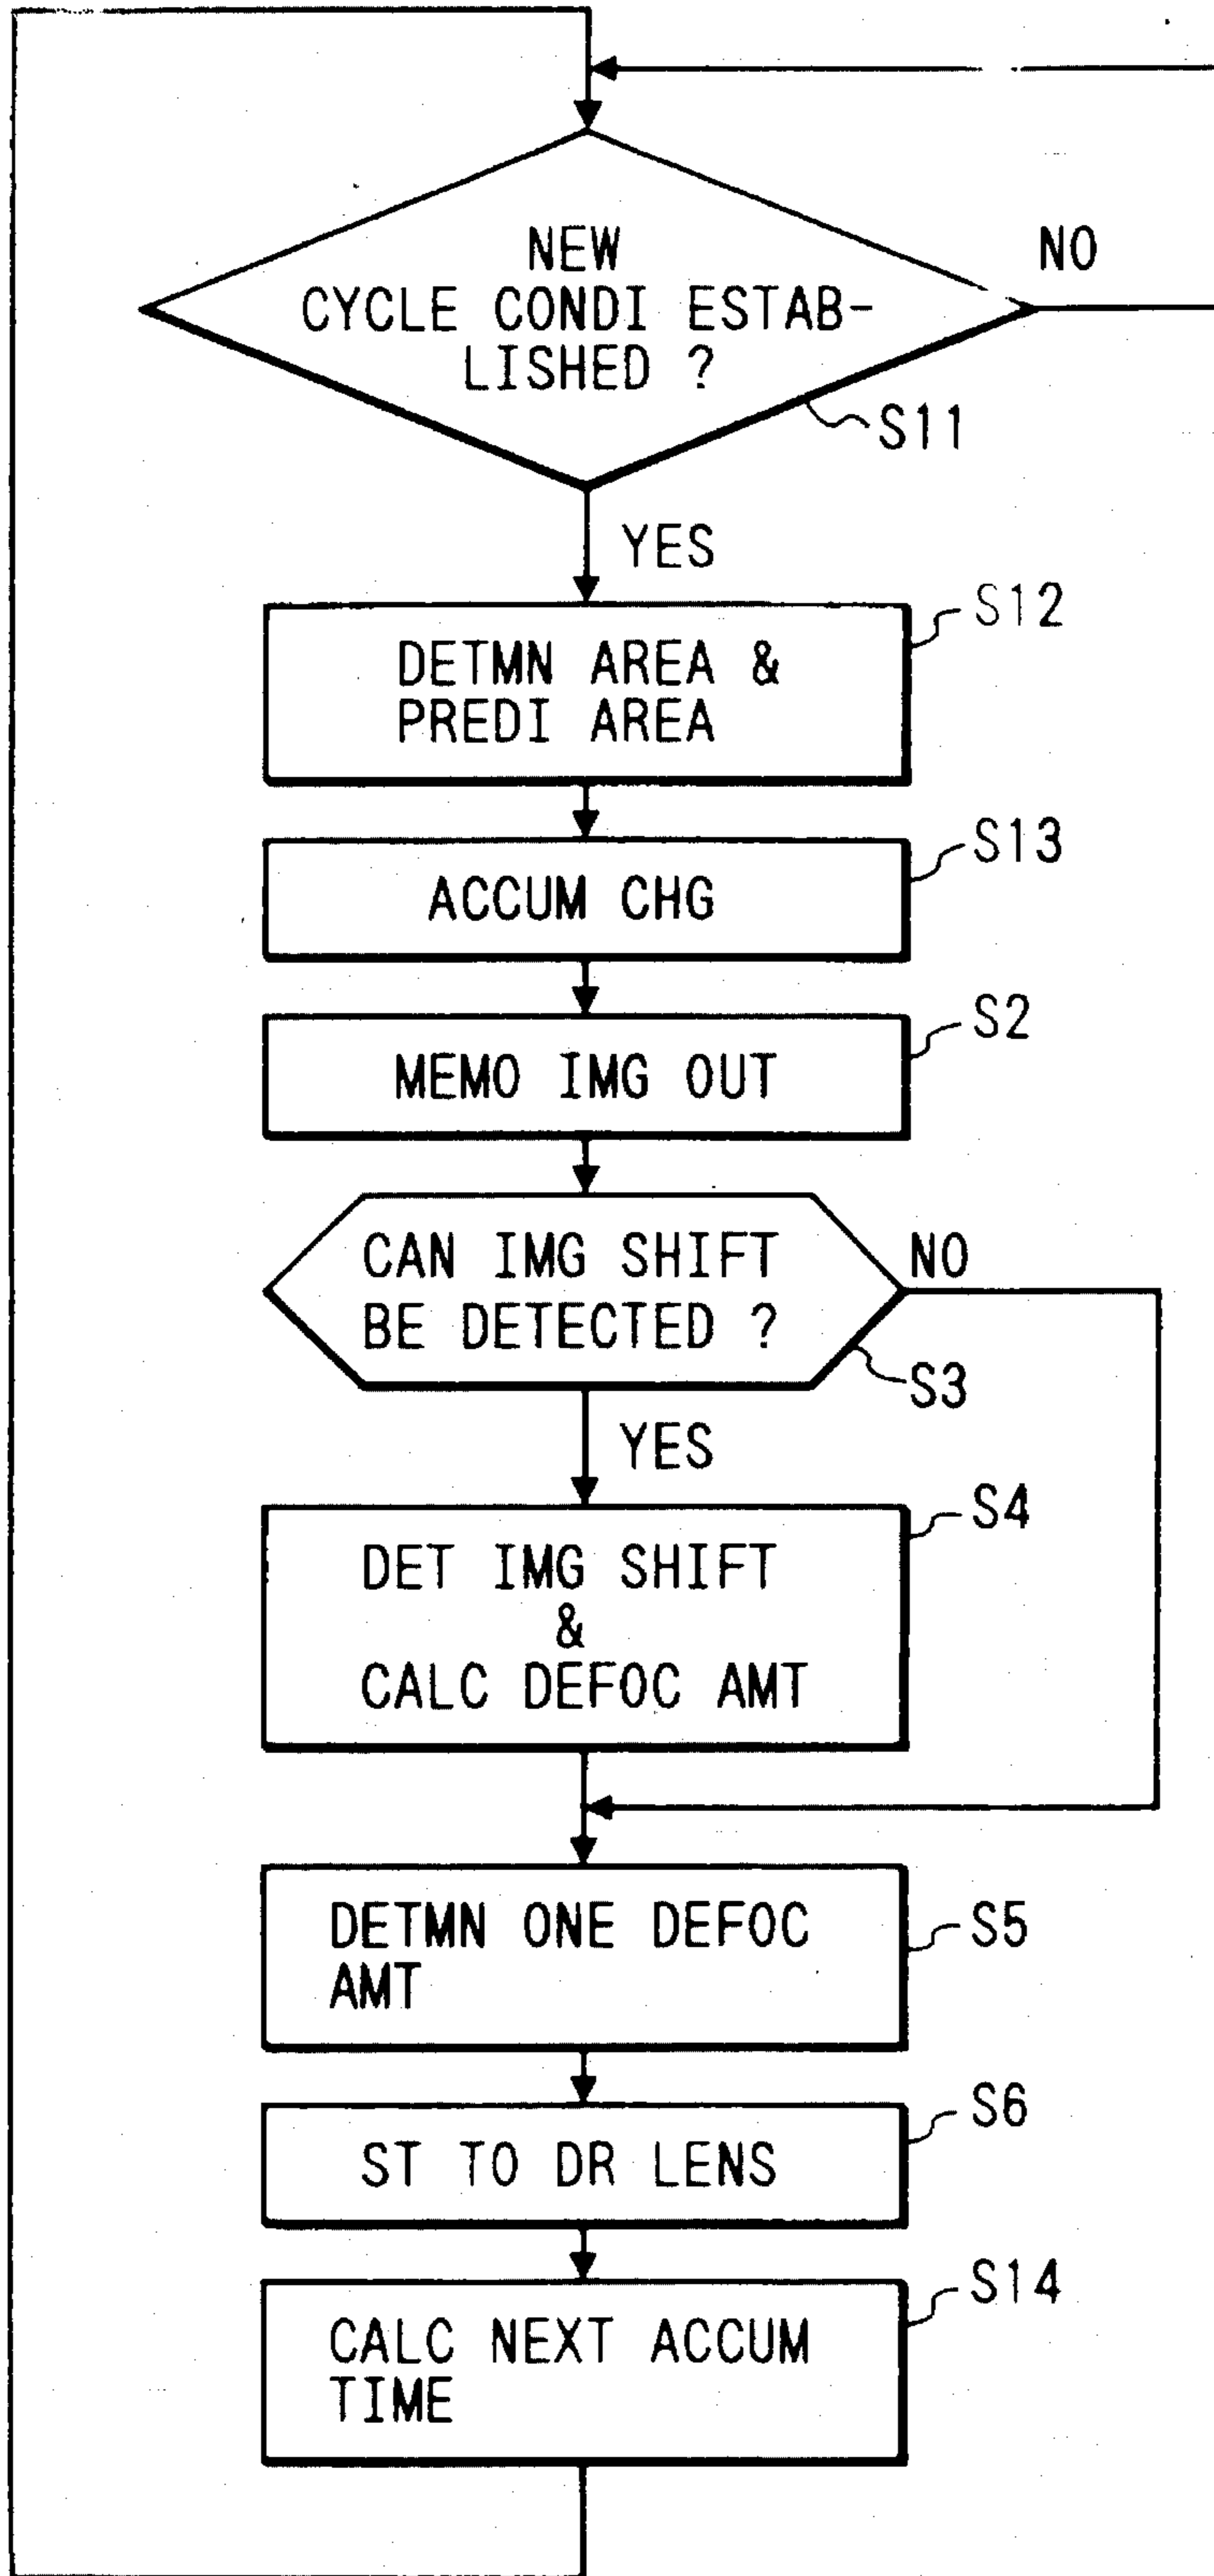 NEW
CYCLE CONDI ESTAB-
LISHED ?
NO
S11
YES
S12
DETMN AREA &
PREDI AREA
S13
ACCUM CHG
S2
MEMO IMG OUT
CAN IMG SHIFT
BE DETECTED ?
NO
S3
YES
S4
DET IMG SHIFT
&
CALC DEFOC AMT
S5
DETMN ONE DEFOC
AMT
S6
ST TO DR LENS
S14
CALC NEXT ACCUM
TIME